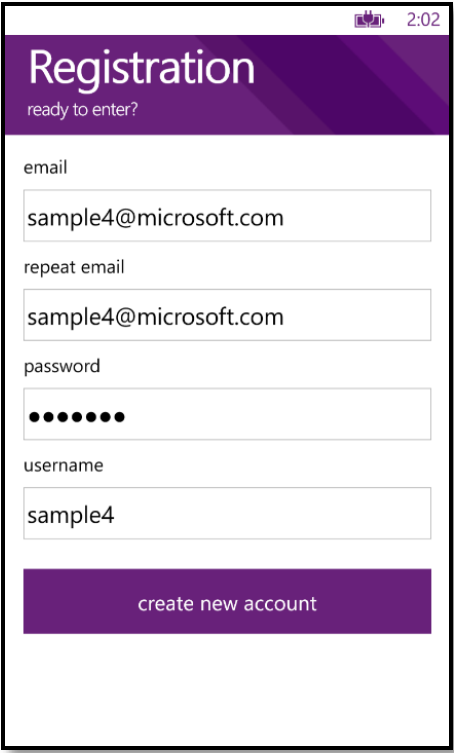 2:02
Registration
ready to enter?
email
sample4@microsoft.com
repeat email
sample4@microsoft.com
password
●●●●●●●
username
sample4
create new account